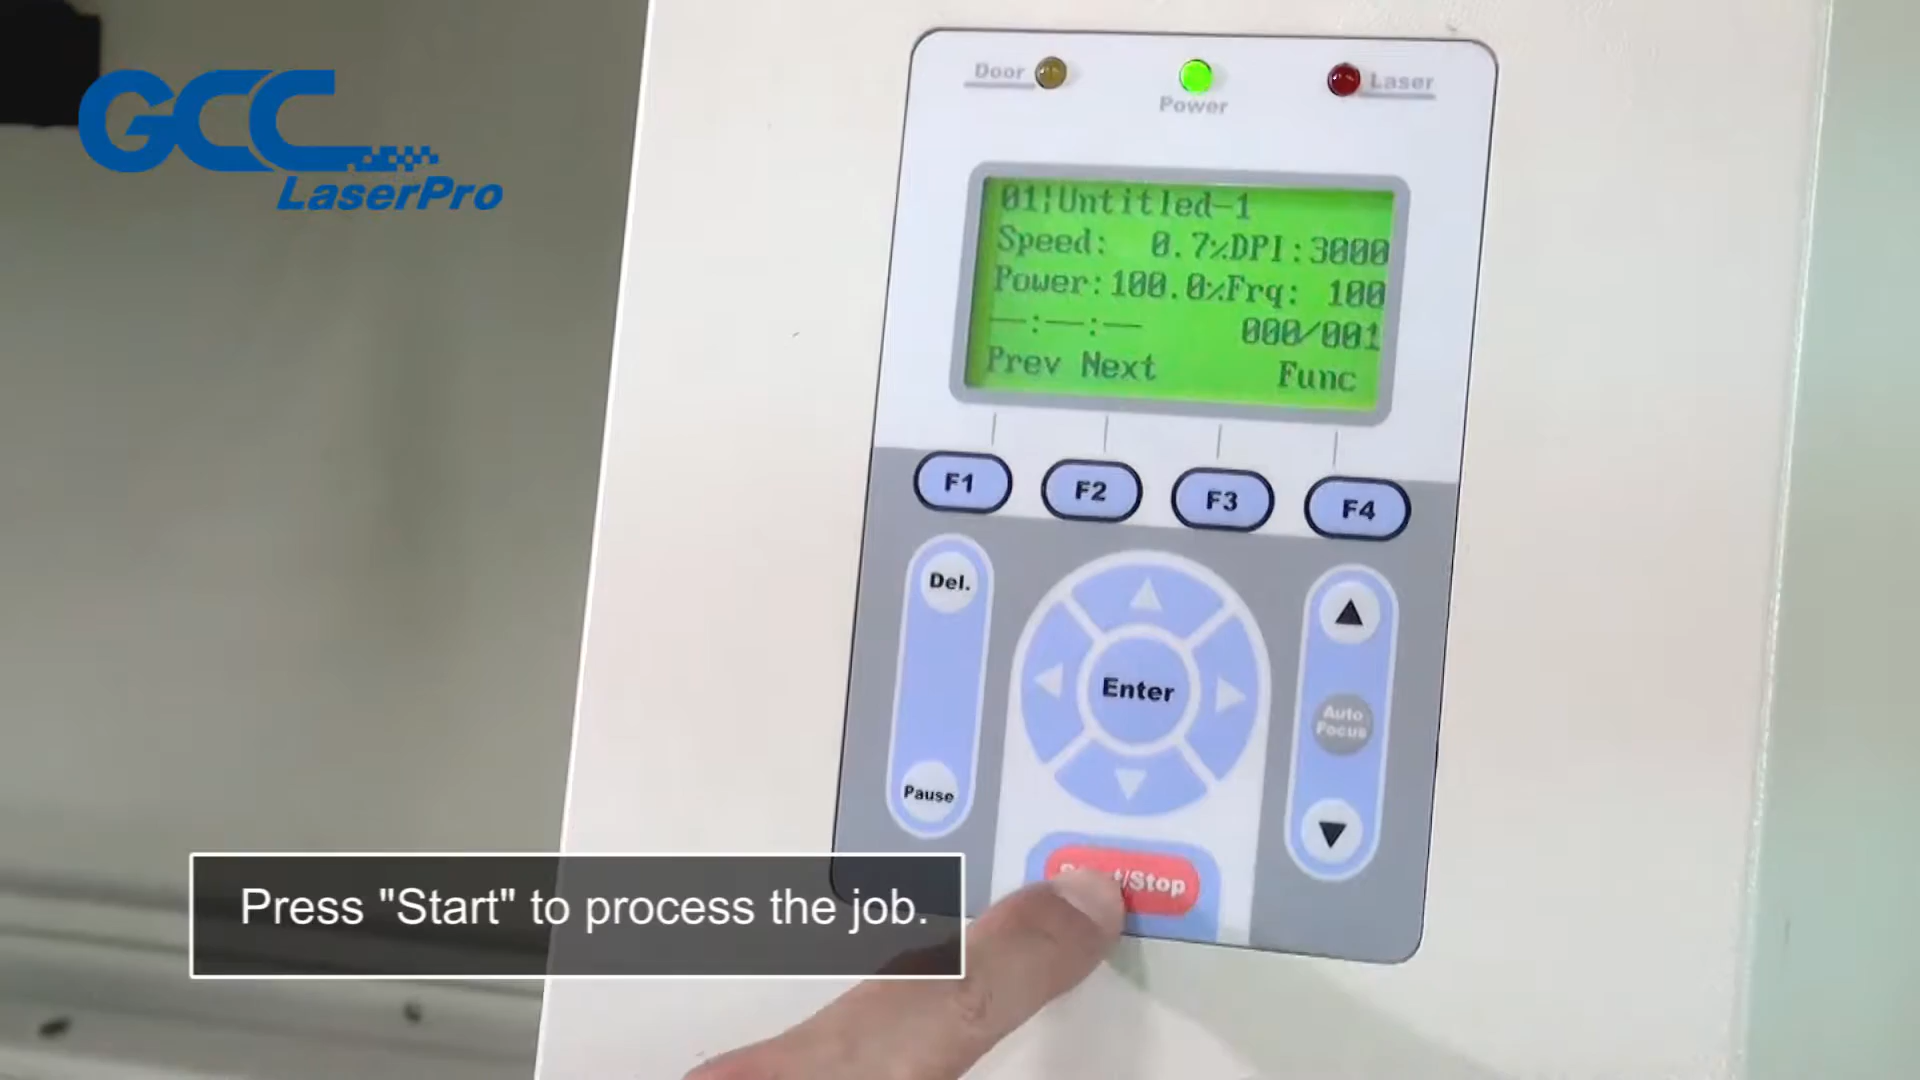 GCC
LaserPro
Door
Power
Laser
01¦Untitled-1
Speed: 0.7%DPI:3000
Power:100.0%Frq: 100
--:--:-- 000/001
Prev Next Func
F1 F2 F3 F4
Del.
Enter
Auto
Focus
Pause
Start/Stop
Press "Start" to process the job.